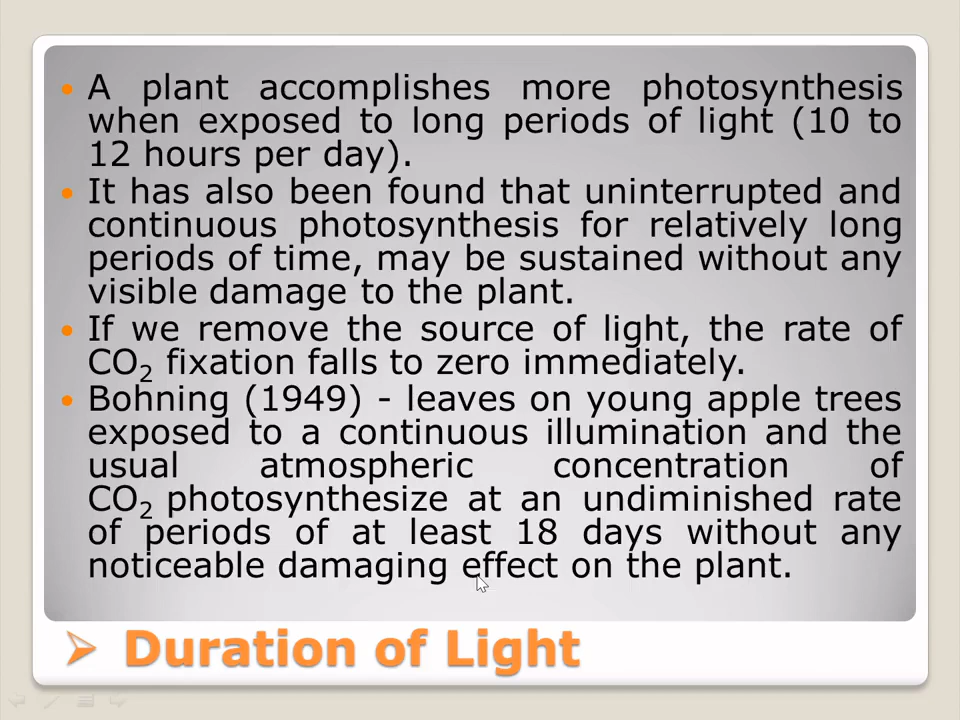 • A plant accomplishes more photosynthesis
when exposed to long periods of light (10 to
12 hours per day).
• It has also been found that uninterrupted and
continuous photosynthesis for relatively long
periods of time, may be sustained without any
visible damage to the plant.
• If we remove the source of light, the rate of
CO₂ fixation falls to zero immediately.
• Bohning (1949) - leaves on young apple trees
exposed to a continuous illumination and the
usual atmospheric concentration of
CO₂ photosynthesize at an undiminished rate
of periods of at least 18 days without any
noticeable damaging effect on the plant.
➢ Duration of Light